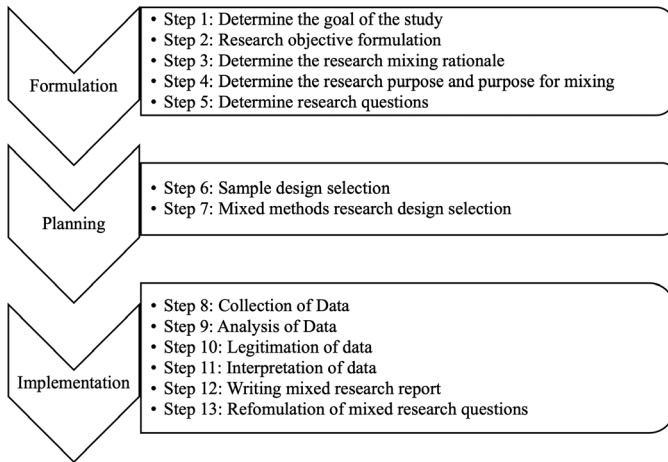 Formulation
• Step 1: Determine the goal of the study
• Step 2: Research objective formulation
• Step 3: Determine the research mixing rationale
• Step 4: Determine the research purpose and purpose for mixing
• Step 5: Determine research questions
Planning
• Step 6: Sample design selection
• Step 7: Mixed methods research design selection
Implementation
• Step 8: Collection of Data
• Step 9: Analysis of Data
• Step 10: Legitimation of data
• Step 11: Interpretation of data
• Step 12: Writing mixed research report
• Step 13: Refomulation of mixed research questions